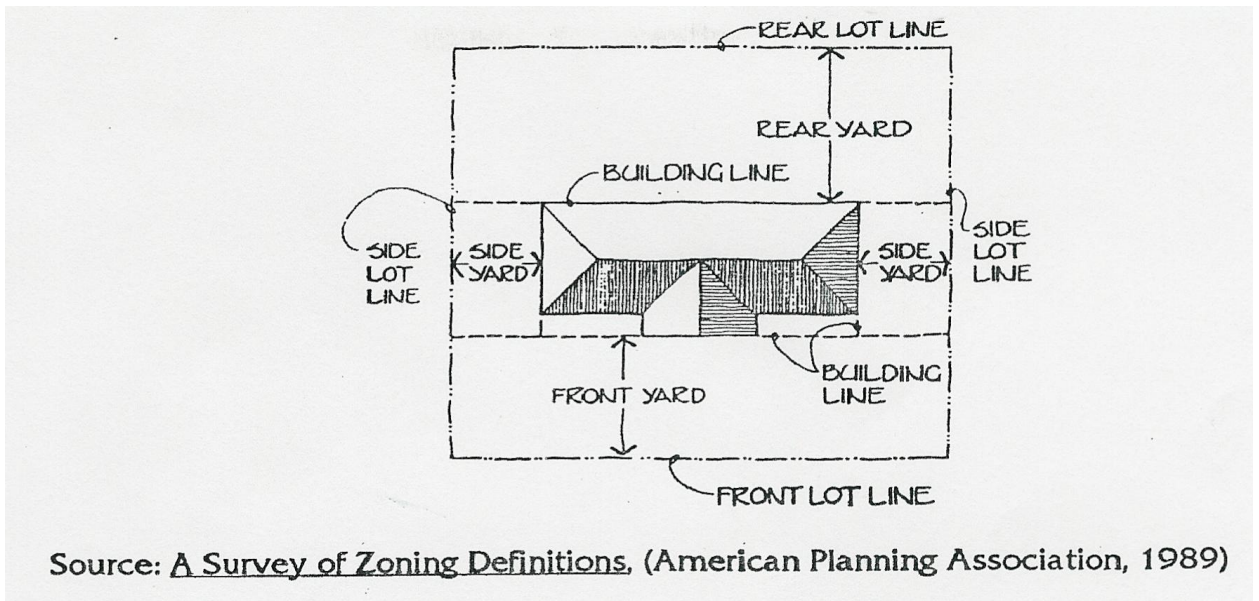 REAR LOT LINE
REAR YARD
BUILDING LINE
SIDE
LOT
LINE
SIDE
YARD
SIDE
YARD
SIDE
LOT
LINE
BUILDING
LINE
FRONT YARD
FRONT LOT LINE
Source: A Survey of Zoning Definitions, (American Planning Association, 1989)